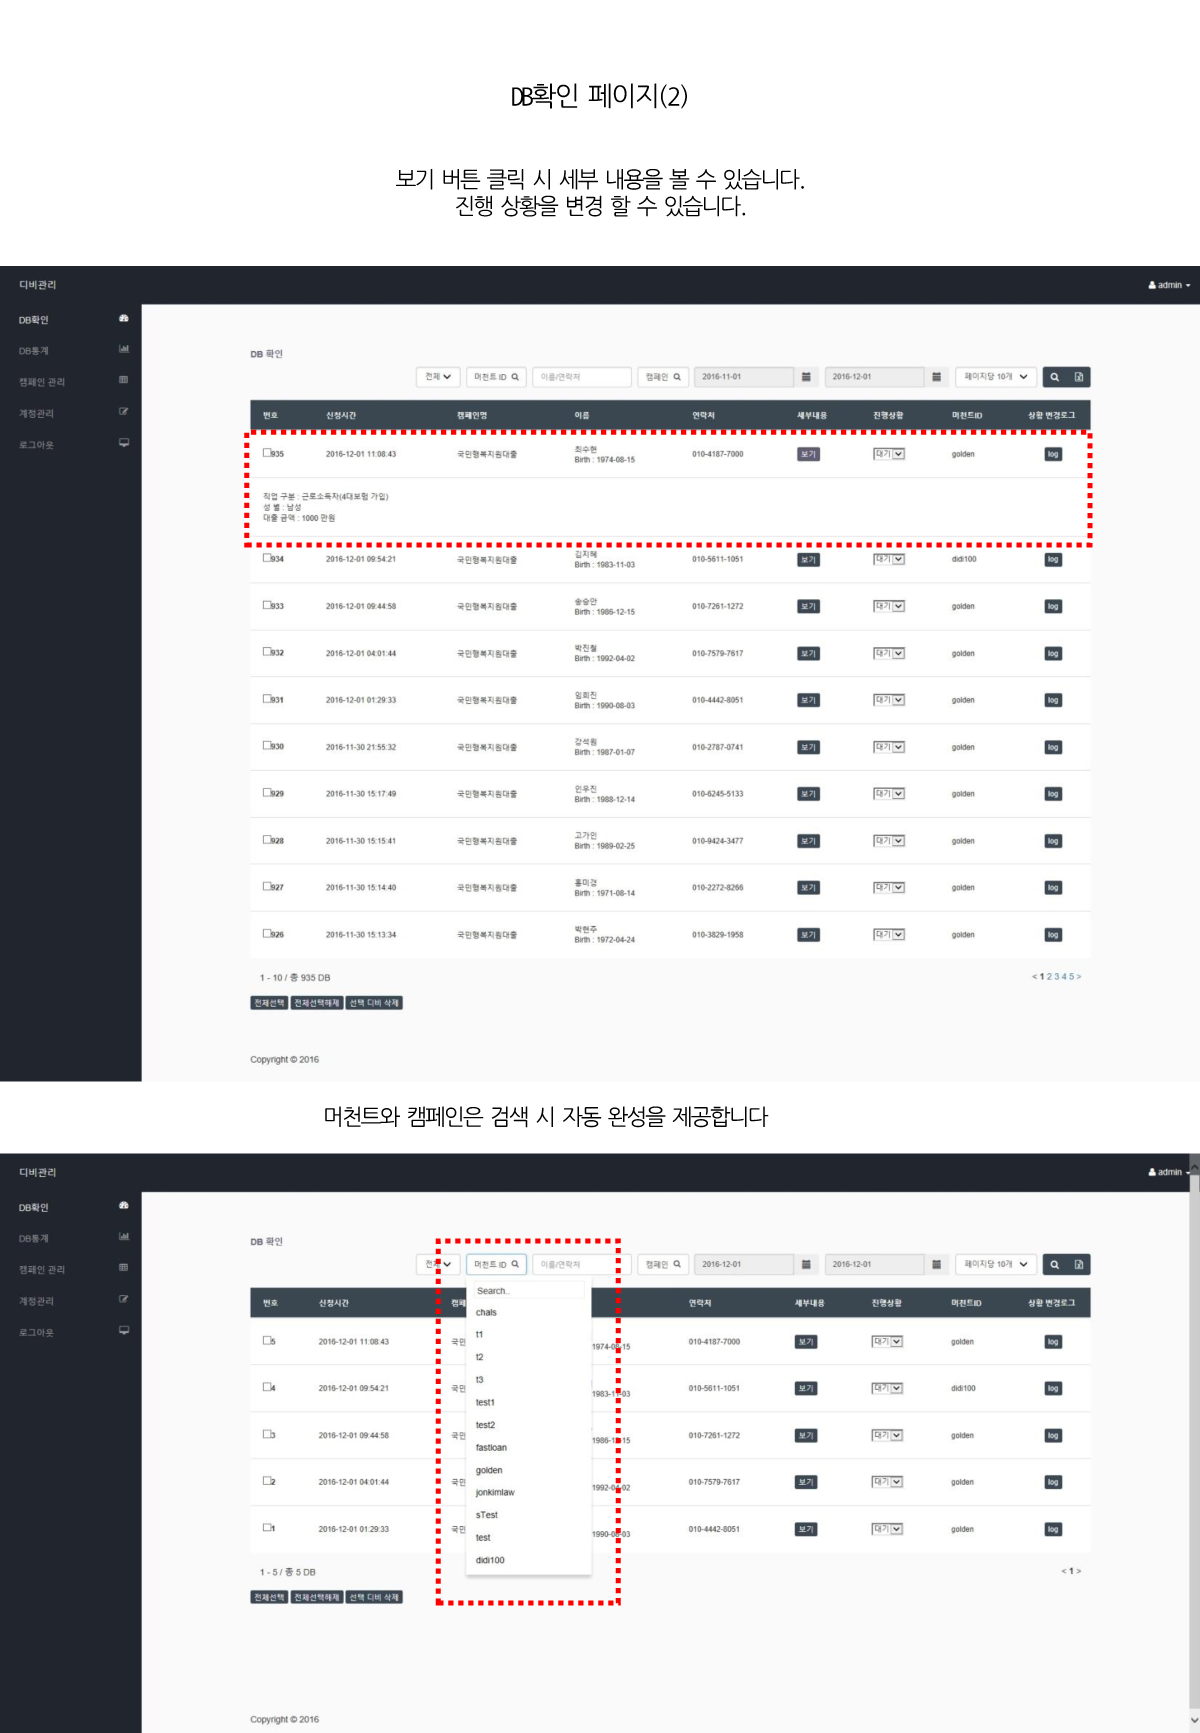 DB확인 페이지(2)
보기 버튼 클릭 시 세부 내용을 볼 수 있습니다.
진행 상황을 변경 할 수 있습니다.
디비관리
admin
DB확인
DB통계
캠페인 관리
계정관리
로그아웃
DB 확인
전체 머천트 ID 이름/연락처 캠페인 2016-11-01 2016-12-01 페이지당 10개
번호 신청시간 캠페인명 이름 연락처 세부내용 진행상황 머천트ID 상황 변경로그
935 2016-12-01 11:08:43 국민행복지원대출 최수현 010-4187-7000 보기 대기 golden log
Birth : 1974-08-15
직업 구분 : 근로소득자(4대보험 가입)
성 별 : 남성
대출 금액 : 1000 만원
934 2016-12-01 09:54:21 국민행복지원대출 김지혜 010-5611-1051 보기 대기 didi100 log
Birth : 1983-11-03
933 2016-12-01 09:44:58 국민행복지원대출 송승안 010-7261-1272 보기 대기 golden log
Birth : 1986-12-15
932 2016-12-01 04:01:44 국민행복지원대출 박진철 010-7579-7617 보기 대기 golden log
Birth : 1992-04-02
931 2016-12-01 01:29:33 국민행복지원대출 임희진 010-4442-8051 보기 대기 golden log
Birth : 1990-08-03
930 2016-11-30 21:55:32 국민행복지원대출 강석원 010-2787-0741 보기 대기 golden log
Birth : 1987-01-07
929 2016-11-30 15:17:49 국민행복지원대출 인우진 010-6245-5133 보기 대기 golden log
Birth : 1988-12-14
928 2016-11-30 15:15:41 국민행복지원대출 고가인 010-9424-3477 보기 대기 golden log
Birth : 1989-02-25
927 2016-11-30 15:14:40 국민행복지원대출 홍미경 010-2272-8266 보기 대기 golden log
Birth : 1971-08-14
926 2016-11-30 15:13:34 국민행복지원대출 박현주 010-3829-1958 보기 대기 golden log
Birth : 1972-04-24
1 - 10 / 총 935 DB < 1 2 3 4 5 >
전체선택 전체선택해제 선택 디비 삭제
Copyright © 2016
머천트와 캠페인은 검색 시 자동 완성을 제공합니다
디비관리
admin
DB확인
DB통계
캠페인 관리
계정관리
로그아웃
DB 확인
전체 머천트 ID 이름/연락처 캠페인 2016-12-01 2016-12-01 페이지당 10개
번호 신청시간 캠페 연락처 세부내용 진행상황 머천트ID 상황 변경로그
Search..
chals
t1
t2
t3
test1
test2
fastloan
golden
jonkimlaw
sTest
test
didi100
5 2016-12-01 11:08:43 국민 1974-08-15 010-4187-7000 보기 대기 golden log
4 2016-12-01 09:54:21 국민 1983-11-03 010-5611-1051 보기 대기 didi100 log
3 2016-12-01 09:44:58 국민 1986-12-15 010-7261-1272 보기 대기 golden log
2 2016-12-01 04:01:44 국민 1992-04-02 010-7579-7617 보기 대기 golden log
1 2016-12-01 01:29:33 국민 1990-08-03 010-4442-8051 보기 대기 golden log
1 - 5 / 총 5 DB < 1 >
전체선택 전체선택해제 선택 디비 삭제
Copyright © 2016